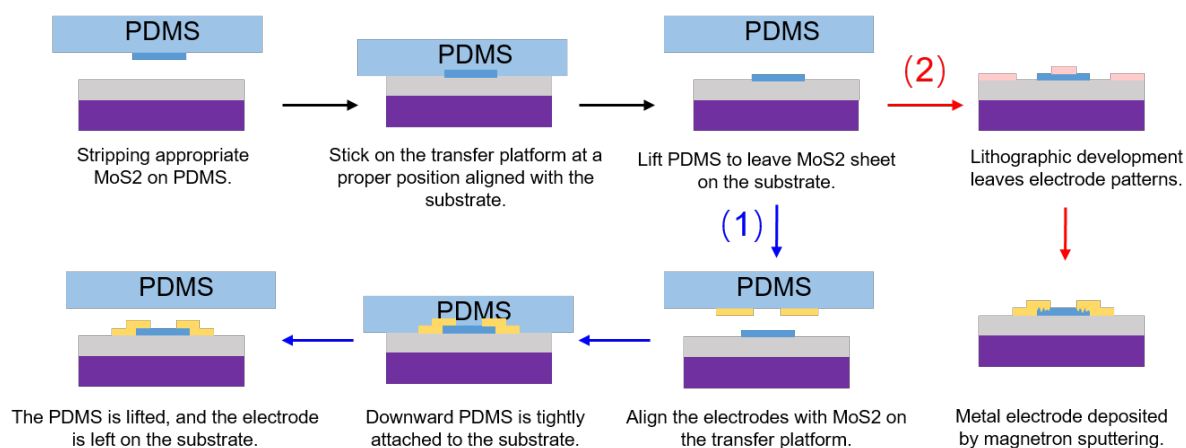 PDMS
PDMS
PDMS
(2)
Stripping appropriate
MoS2 on PDMS.
Stick on the transfer platform at a
proper position aligned with the
substrate.
Lift PDMS to leave MoS2 sheet
on the substrate.
Lithographic development
leaves electrode patterns.
(1)
PDMS
PDMS
PDMS
The PDMS is lifted, and the electrode
is left on the substrate.
Downward PDMS is tightly
attached to the substrate.
Align the electrodes with MoS2 on
the transfer platform.
Metal electrode deposited
by magnetron sputtering.